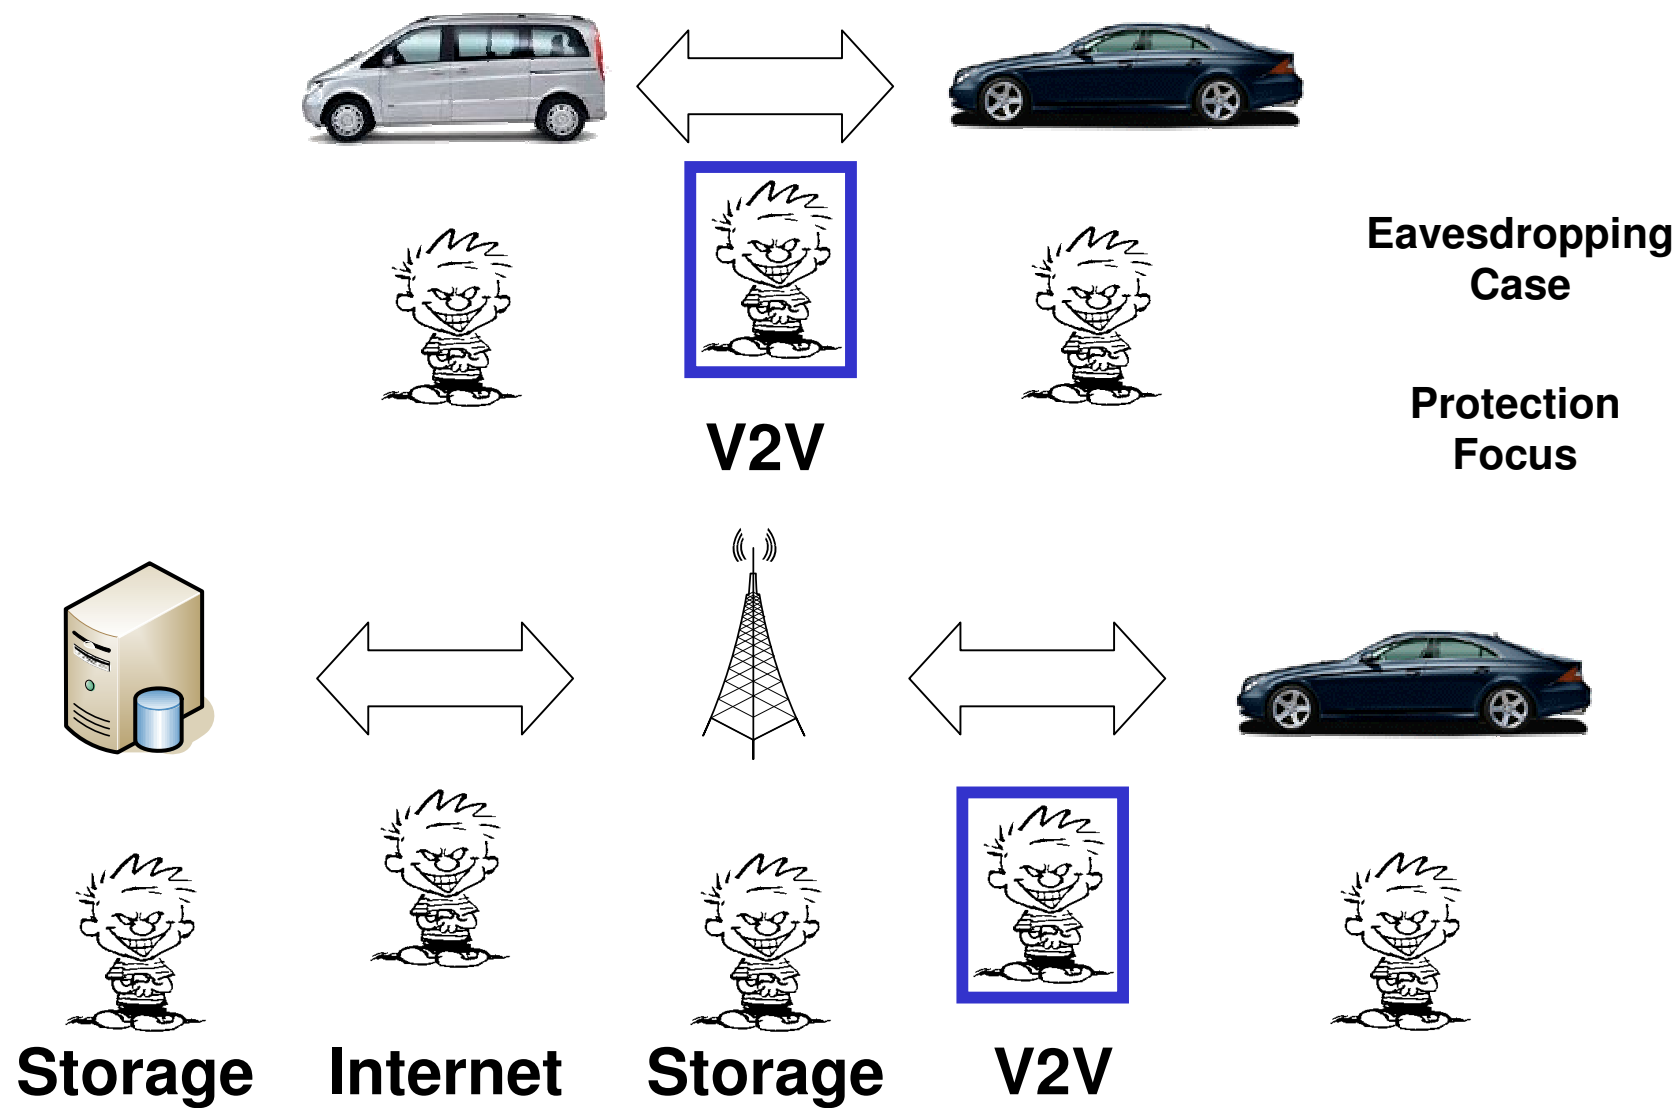 Eavesdropping
Case
Protection
Focus
V2V
Storage
Internet
Storage
V2V